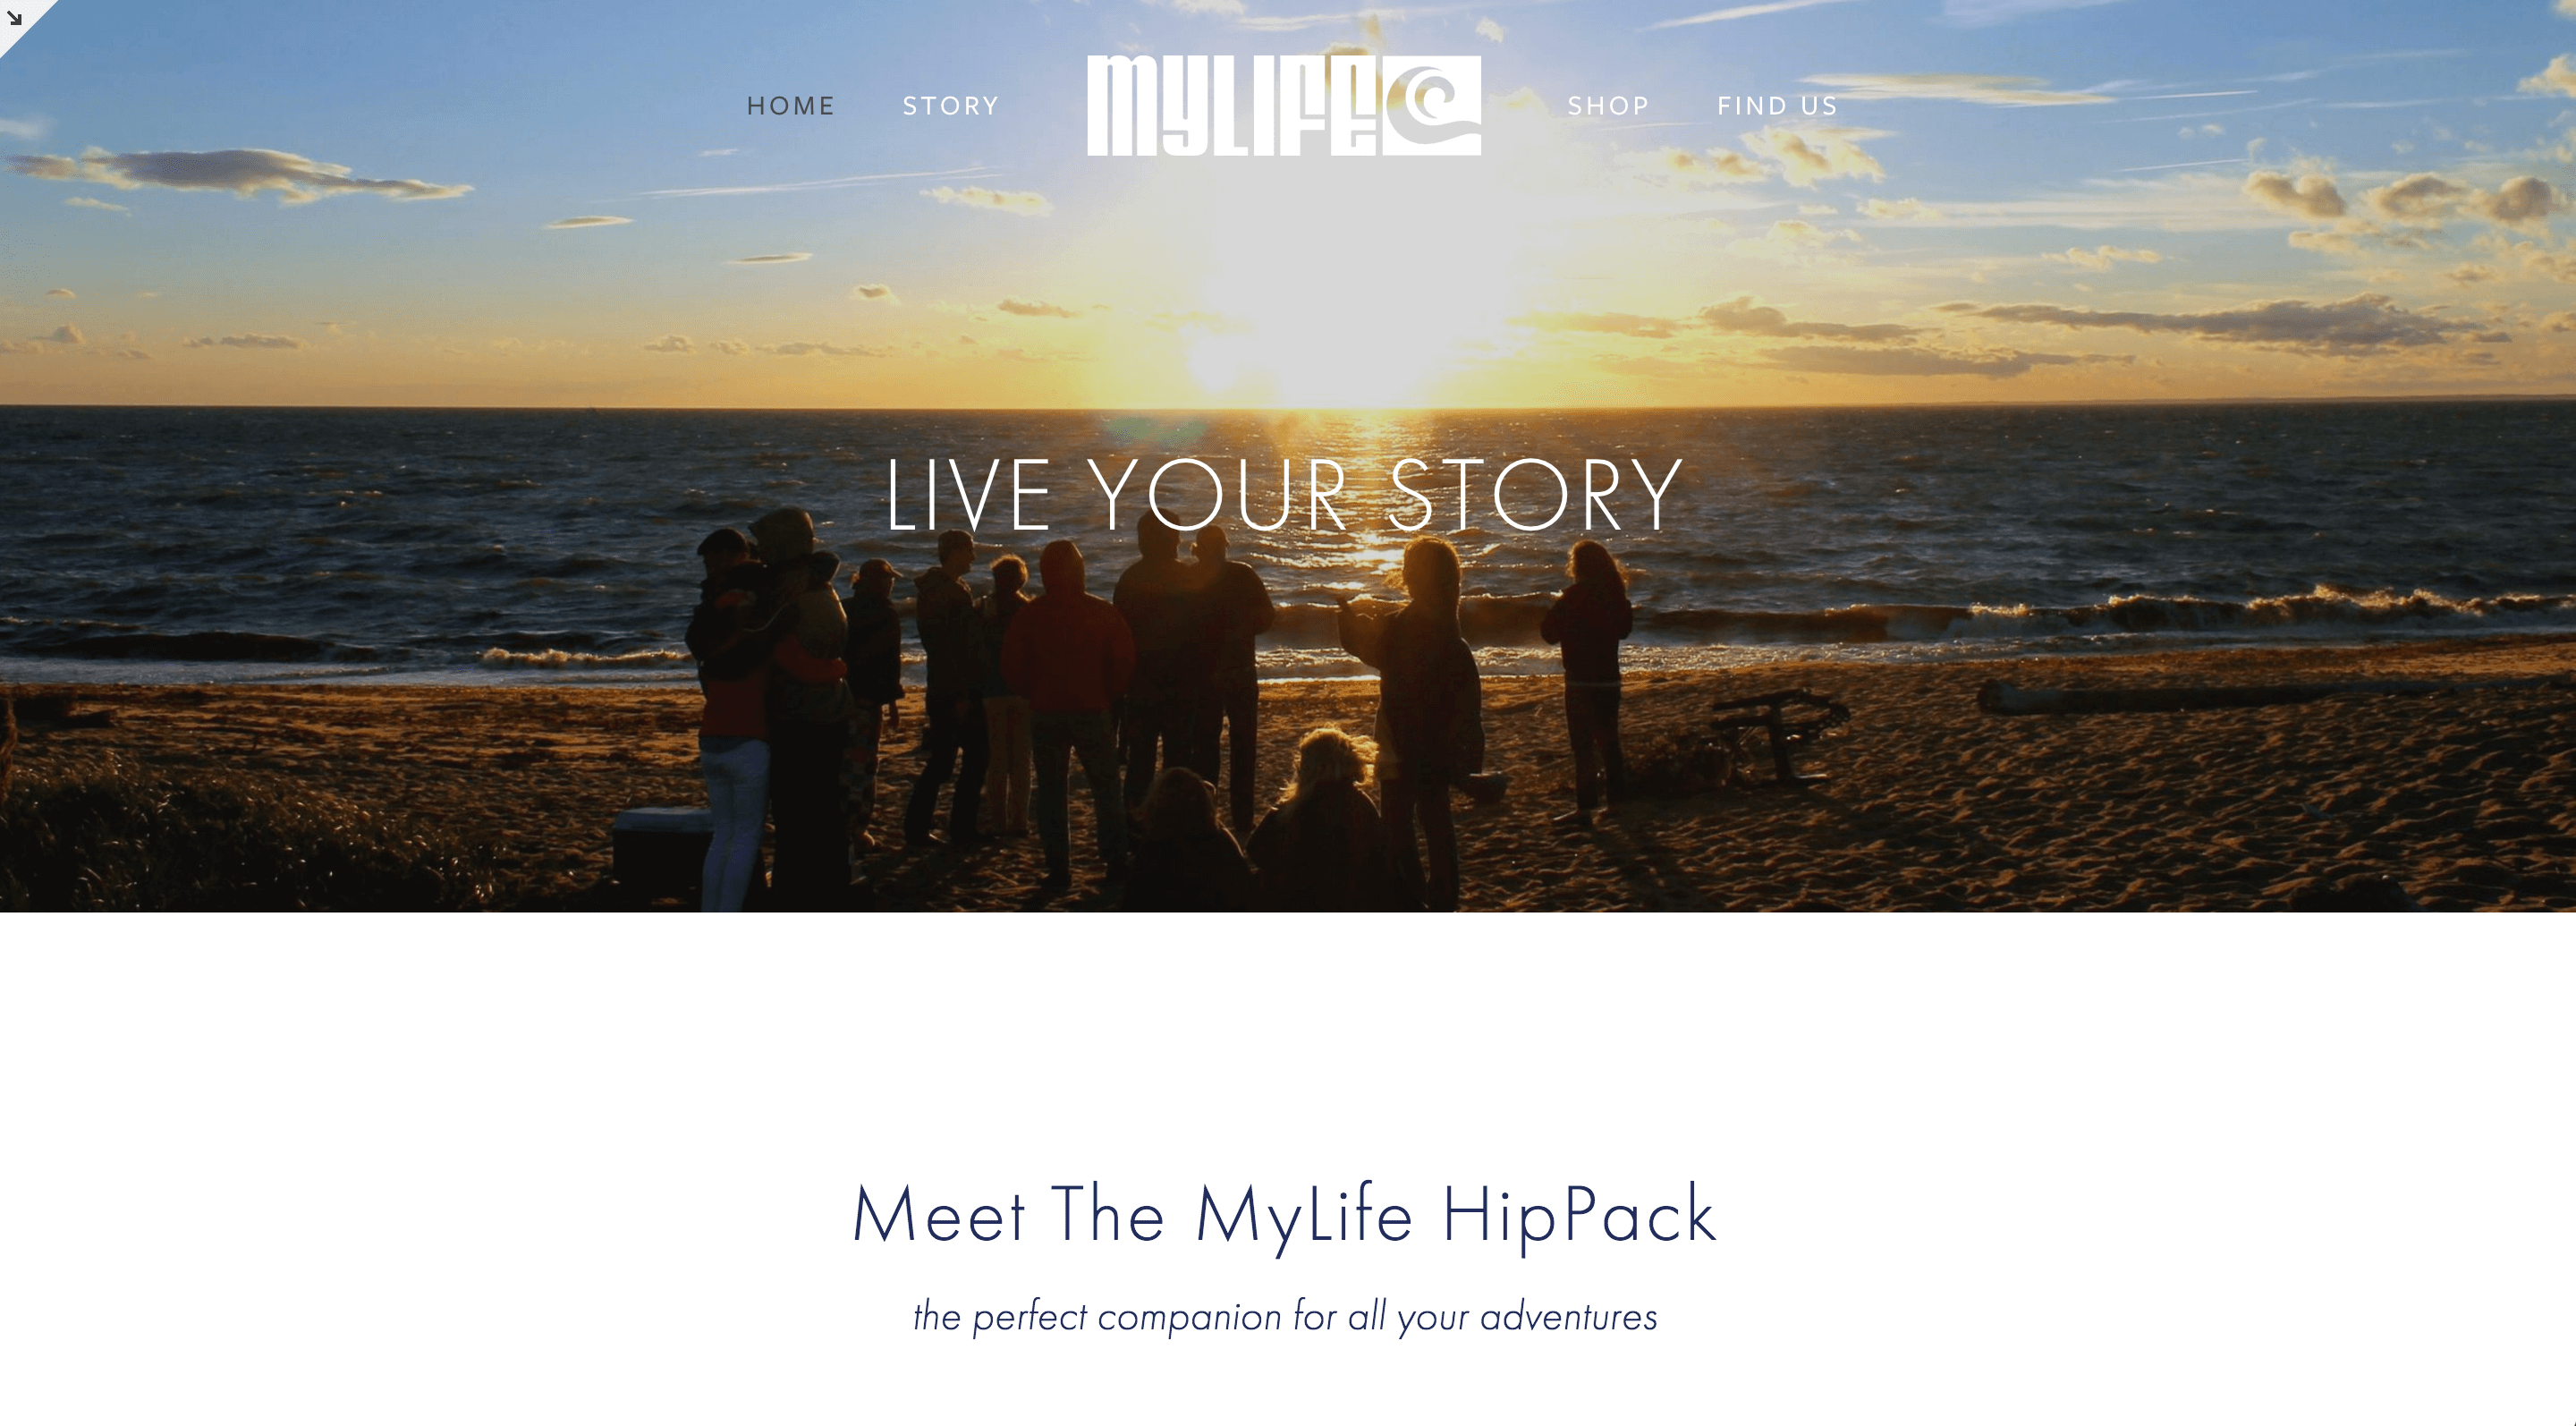 HOME STORY MYLIFE SHOP FIND US
LIVE YOUR STORY
Meet The MyLife HipPack
the perfect companion for all your adventures